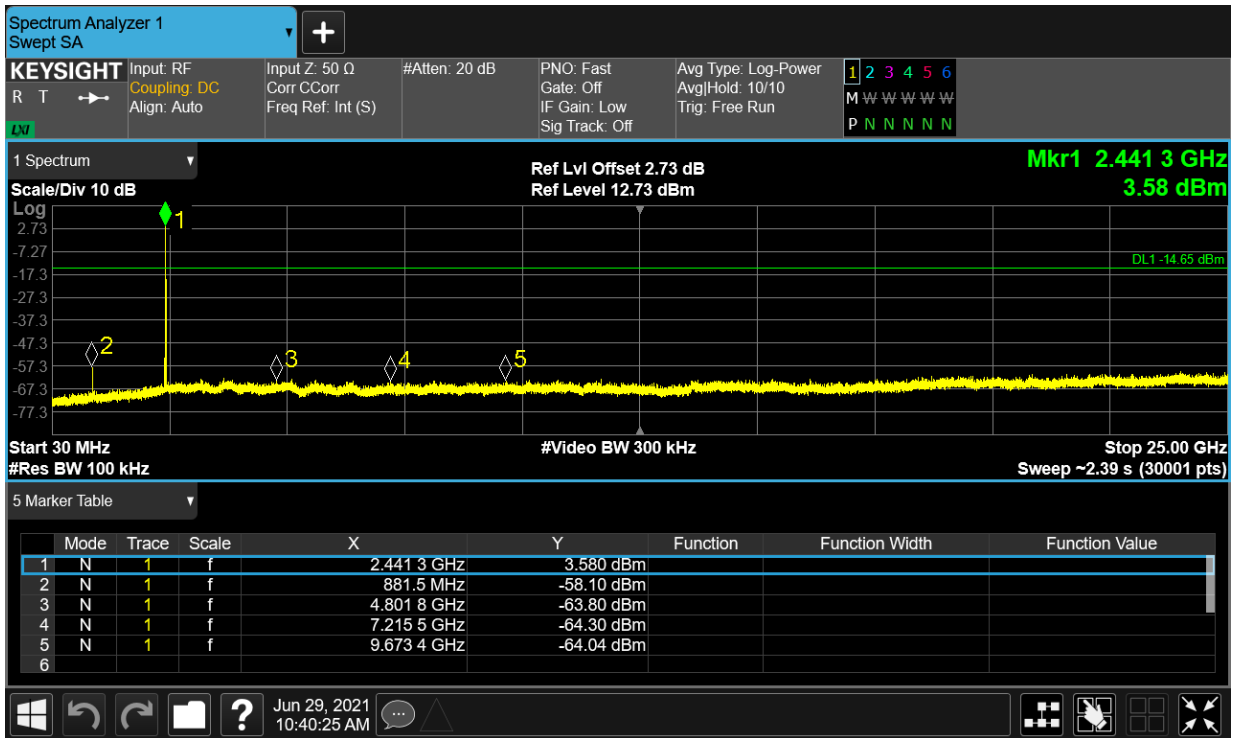 Spectrum Analyzer 1
Swept SA
KEYSIGHT
R T
LXI
Input: RF
Coupling: DC
Align: Auto
Input Z: 50 Ω
Corr CCorr
Freq Ref: Int (S)
#Atten: 20 dB
PNO: Fast
Gate: Off
IF Gain: Low
Sig Track: Off
Avg Type: Log-Power
Avg|Hold: 10/10
Trig: Free Run
1 2 3 4 5 6
M W W W W W
P N N N N N
1 Spectrum
Scale/Div 10 dB
Ref Lvl Offset 2.73 dB
Ref Level 12.73 dBm
Mkr1 2.441 3 GHz
3.58 dBm
Log
2.73
-7.27
-17.3
-27.3
-37.3
-47.3
-57.3
-67.3
-77.3
1
DL1 -14.65 dBm
2
3
4
5
Start 30 MHz
#Video BW 300 kHz
Stop 25.00 GHz
#Res BW 100 kHz
Sweep ~2.39 s (30001 pts)
5 Marker Table
Mode Trace Scale X Y Function Function Width Function Value
1 N 1 f 2.441 3 GHz 3.580 dBm
2 N 1 f 881.5 MHz -58.10 dBm
3 N 1 f 4.801 8 GHz -63.80 dBm
4 N 1 f 7.215 5 GHz -64.30 dBm
5 N 1 f 9.673 4 GHz -64.04 dBm
6
?
Jun 29, 2021
10:40:25 AM